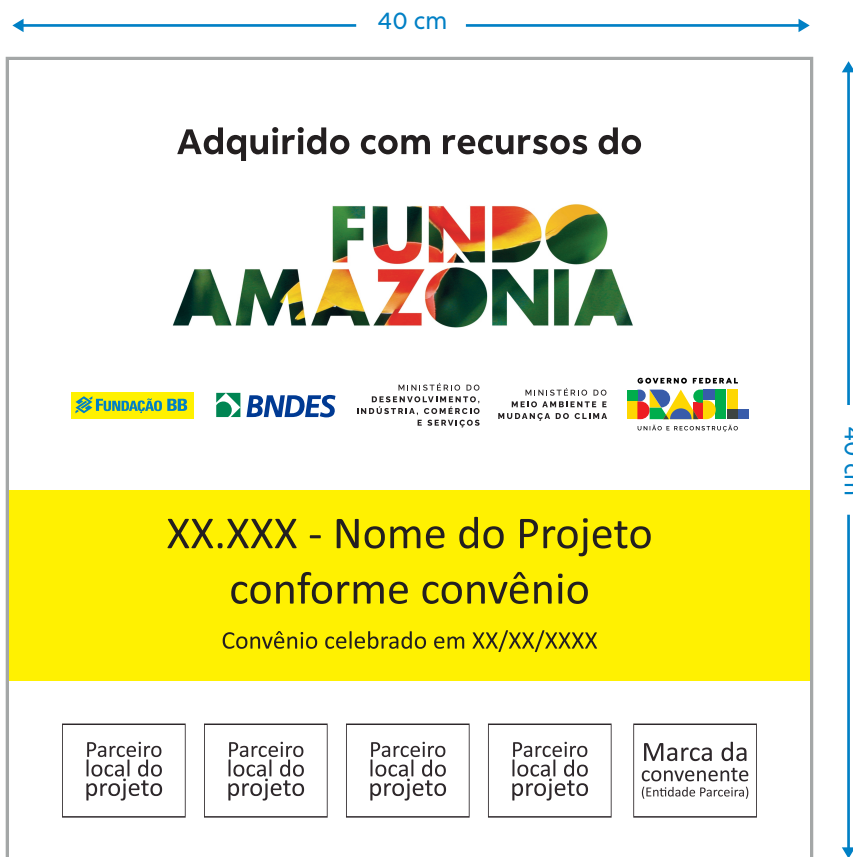 40 cm
Adquirido com recursos do
FUNDO
AMAZÔNIA
FUNDAÇÃO BB
BNDES
MINISTÉRIO DO
DESENVOLVIMENTO,
INDÚSTRIA, COMÉRCIO
E SERVIÇOS
MINISTÉRIO DO
MEIO AMBIENTE E
MUDANÇA DO CLIMA
GOVERNO FEDERAL
BRASIL
UNIÃO E RECONSTRUÇÃO
40 cm
XX.XXX - Nome do Projeto
conforme convênio
Convênio celebrado em XX/XX/XXXX
Parceiro
local do
projeto
Parceiro
local do
projeto
Parceiro
local do
projeto
Parceiro
local do
projeto
Marca da
convenente
(Entidade Parceira)